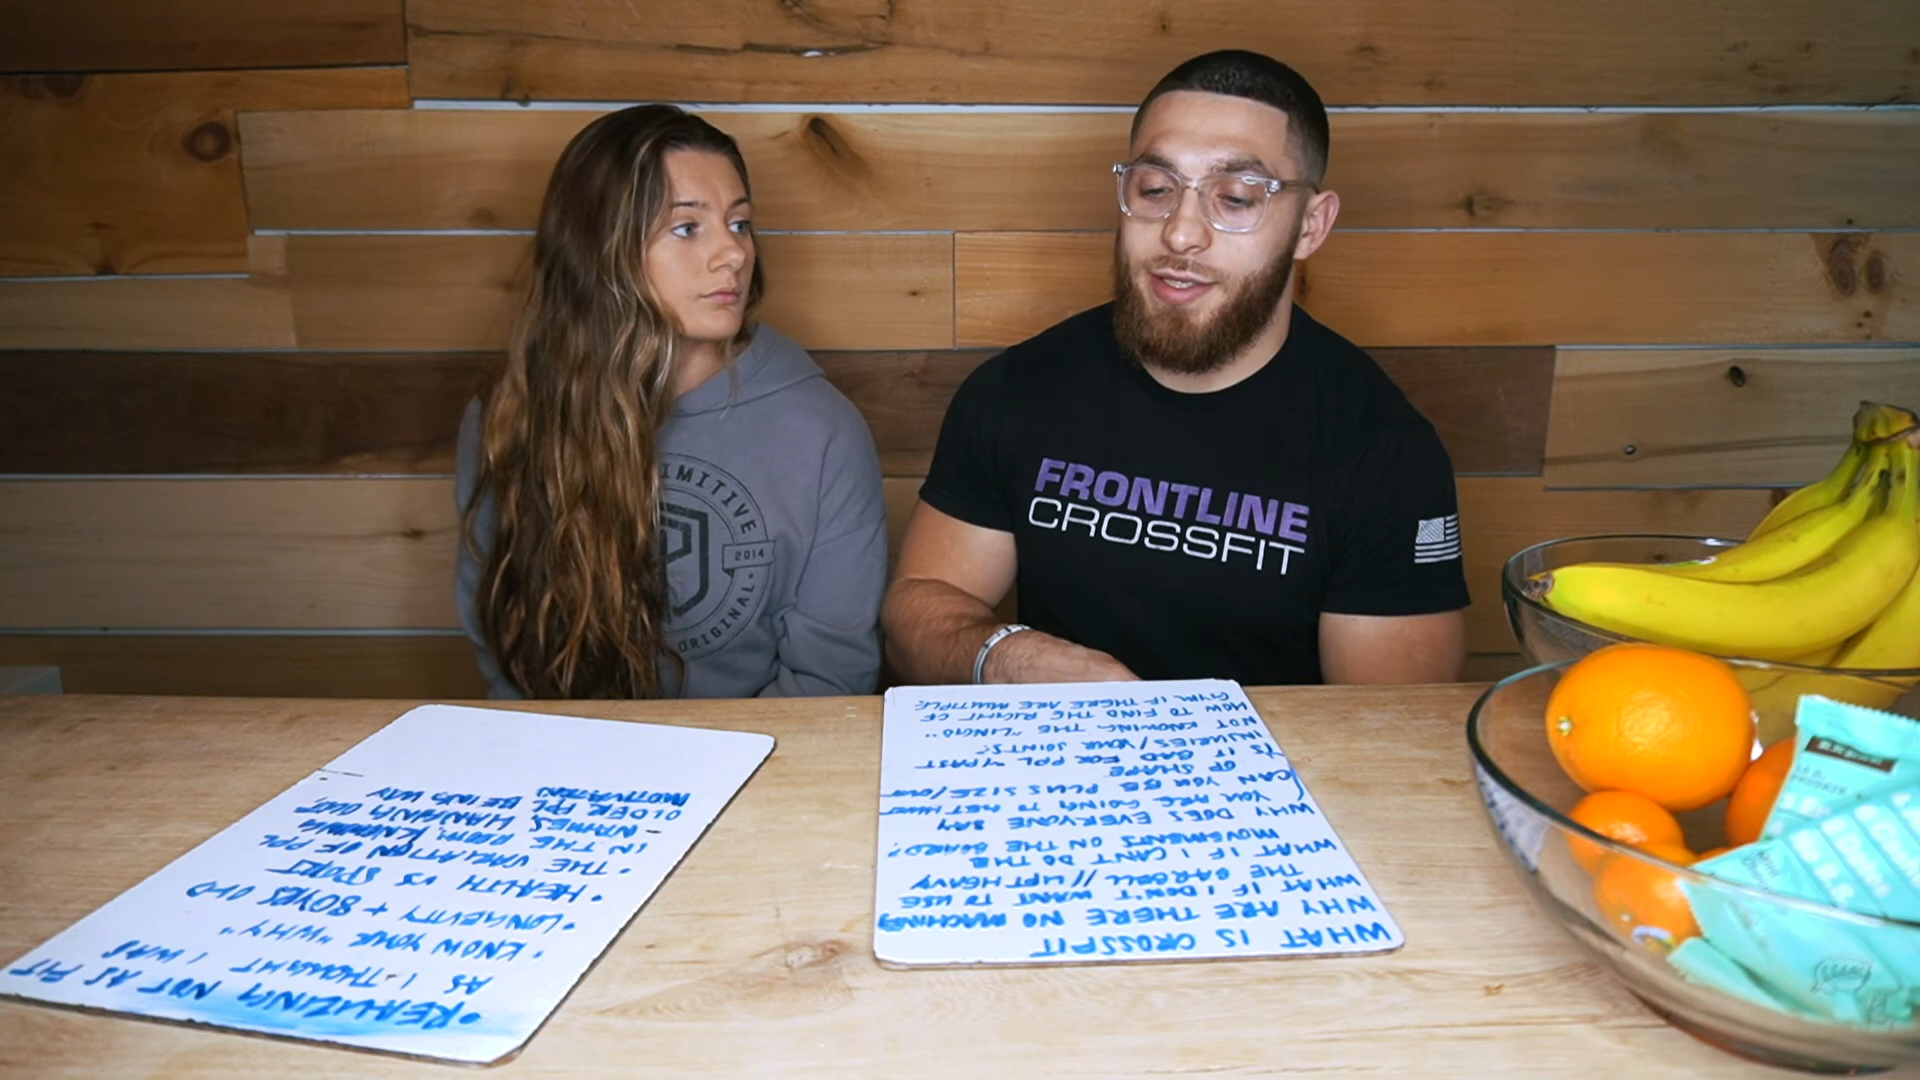 FRONTLINE
CROSSFIT
PRIMITIVE
2014
ORIGINAL
• REALIZING NOT AS FIT
AS I THOUGHT I WAS
• KNOW YOUR "WHY"
• LONGEVITY + 80YRS OLD
• HEALTH VS SPORT
• THE VARIATION OF PPL
IN THE ROOM, KNOWING
- NAMES, HANGING OUT,
OLDER PPL BEING MY
MOTIVATION
WHAT IS CROSSFIT
WHY ARE THERE NO MACHINES
WHAT IF I DON'T WANT TO USE
THE BARBELL // LIFT HEAVY
WHAT IF I CAN'T DO THE
MOVEMENTS ON THE BOARD?
WHY DOES EVERYONE SAY
YOU ARE GOING TO GET HURT
CAN YOU BE PLUS SIZE/OUT
OF SHAPE
IS IT BAD FOR PPL W/PAST
INJURIES/YOUR JOINTS?
NOT KNOWING THE "LINGO"
HOW TO FIND THE RIGHT CF
GYM IF THERE ARE MULTIPLE